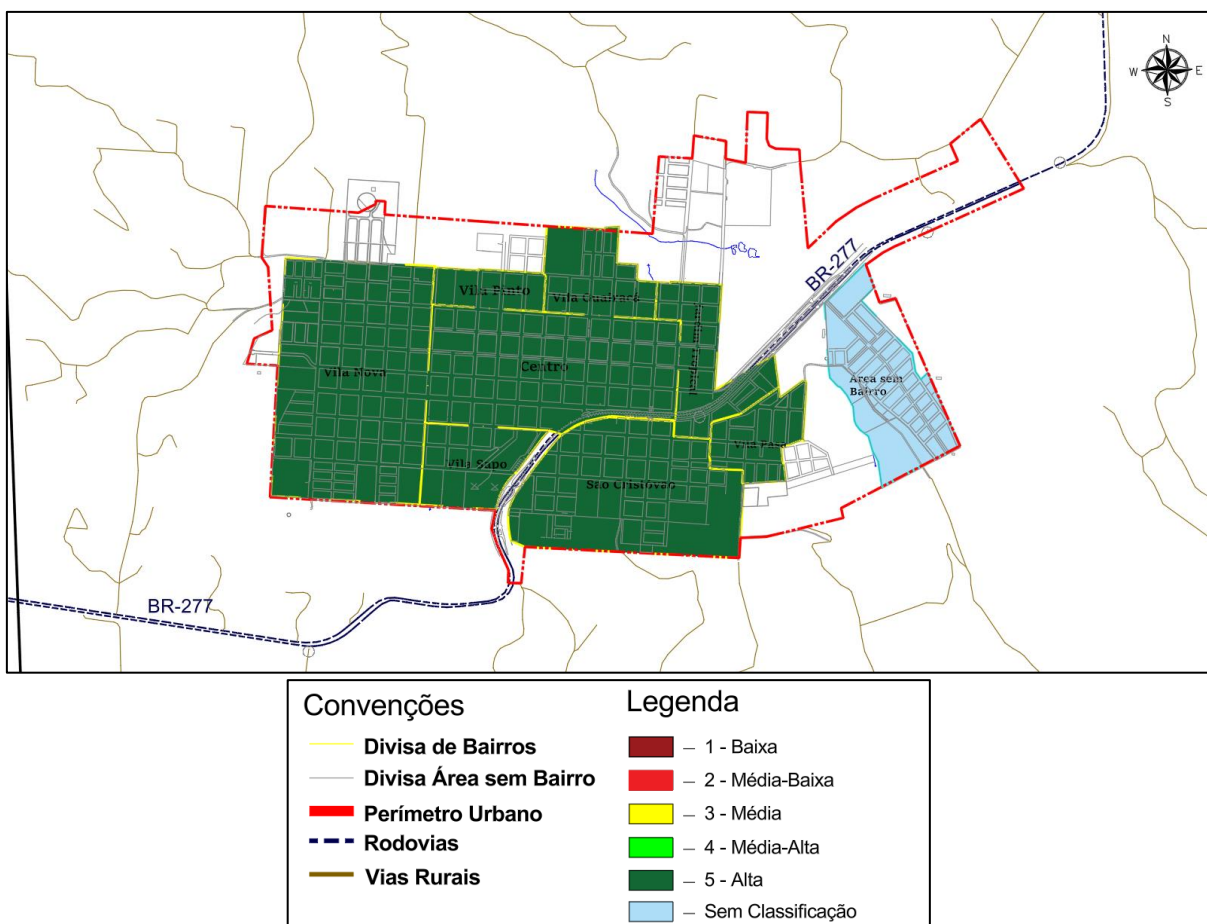 N
W E
S
BR-277
Vila Pinto
Vila Guairacá
Centro
Vila Nova
Área sem
Bairro
Vila Sapo
São Cristóvão
BR-277
Convenções
Divisa de Bairros
Divisa Área sem Bairro
Perímetro Urbano
Rodovias
Vias Rurais
Legenda
– 1 - Baixa
– 2 - Média-Baixa
– 3 - Média
– 4 - Média-Alta
– 5 - Alta
– Sem Classificação